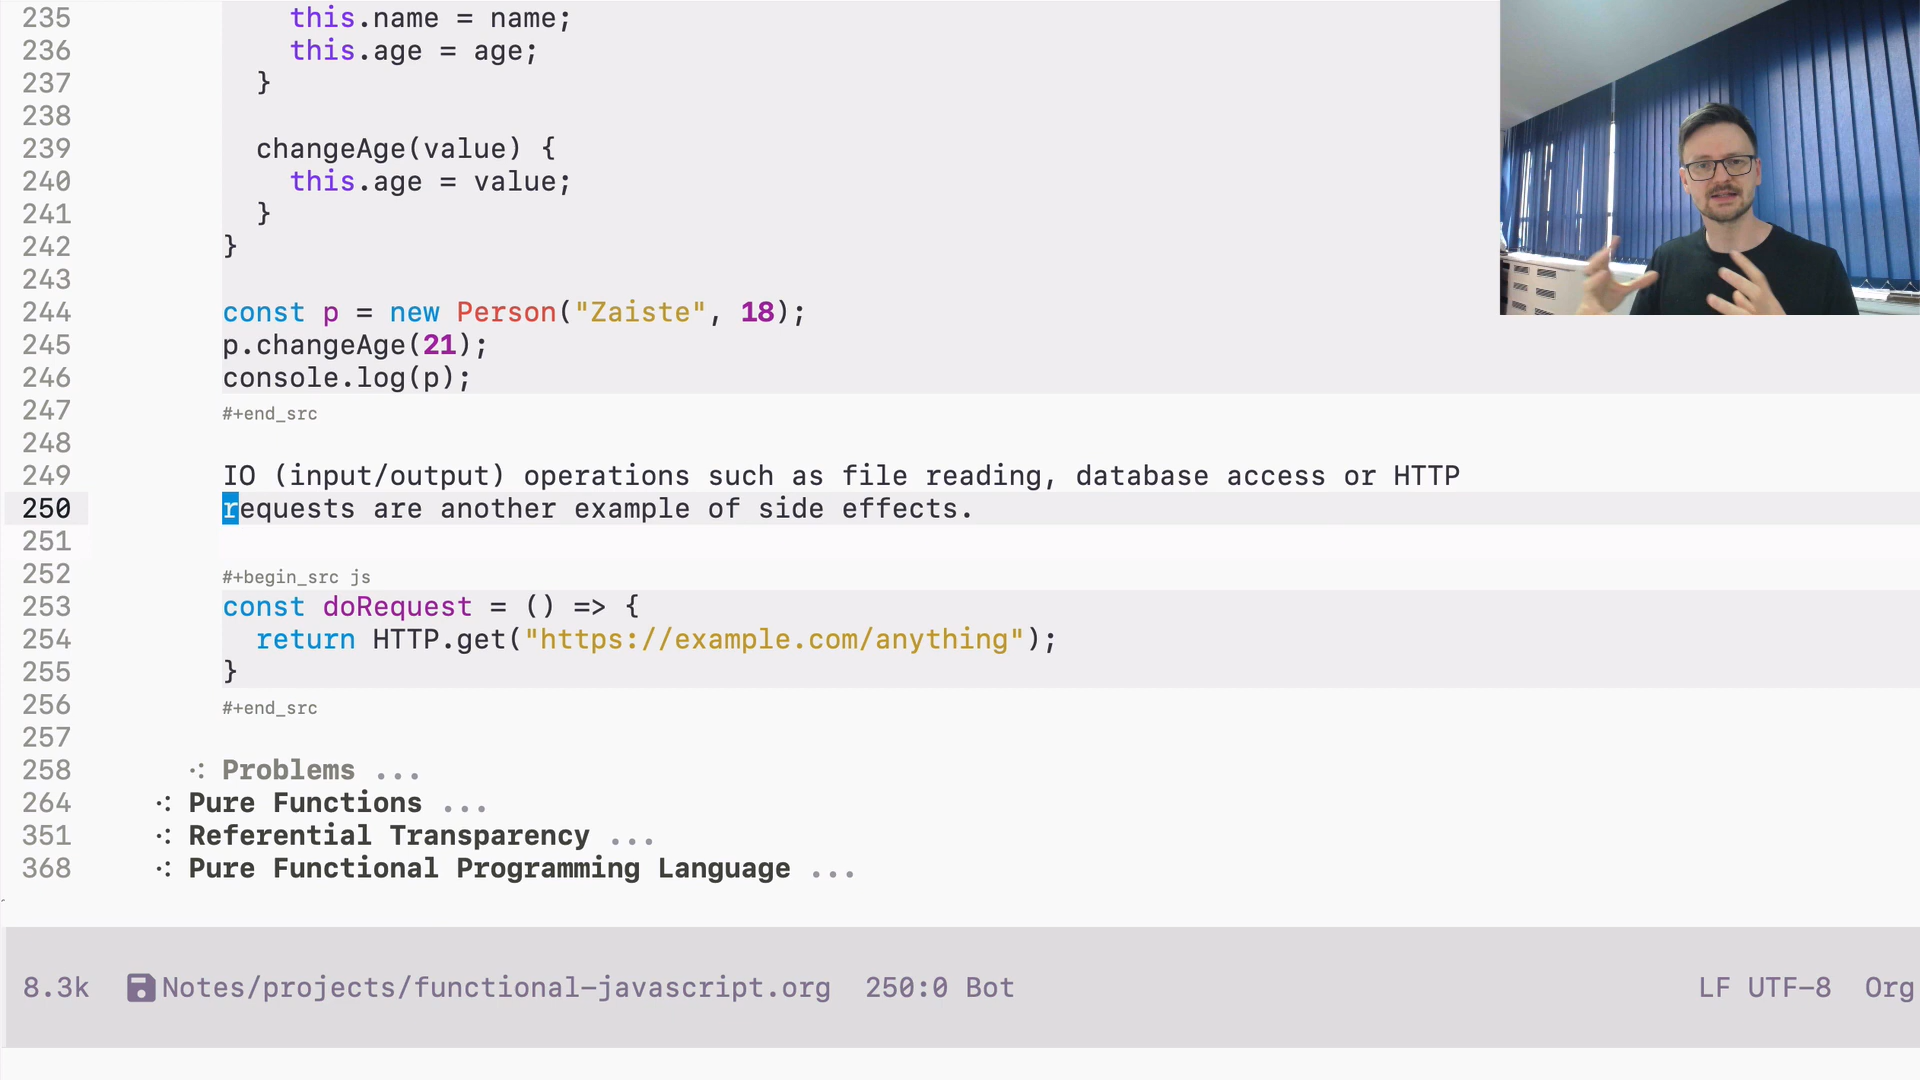 235 this.name = name;
236 this.age = age;
237 }
238
239 changeAge(value) {
240 this.age = value;
241 }
242 }
243
244 const p = new Person("Zaiste", 18);
245 p.changeAge(21);
246 console.log(p);
247 #+end_src
248
249 IO (input/output) operations such as file reading, database access or HTTP
250 requests are another example of side effects.
251
252 #+begin_src js
253 const doRequest = () => {
254 return HTTP.get("https://example.com/anything");
255 }
256 #+end_src
257
258 Problems ...
264 Pure Functions ...
351 Referential Transparency ...
368 Pure Functional Programming Language ...
8.3k Notes/projects/functional-javascript.org 250:0 Bot LF UTF-8 Org